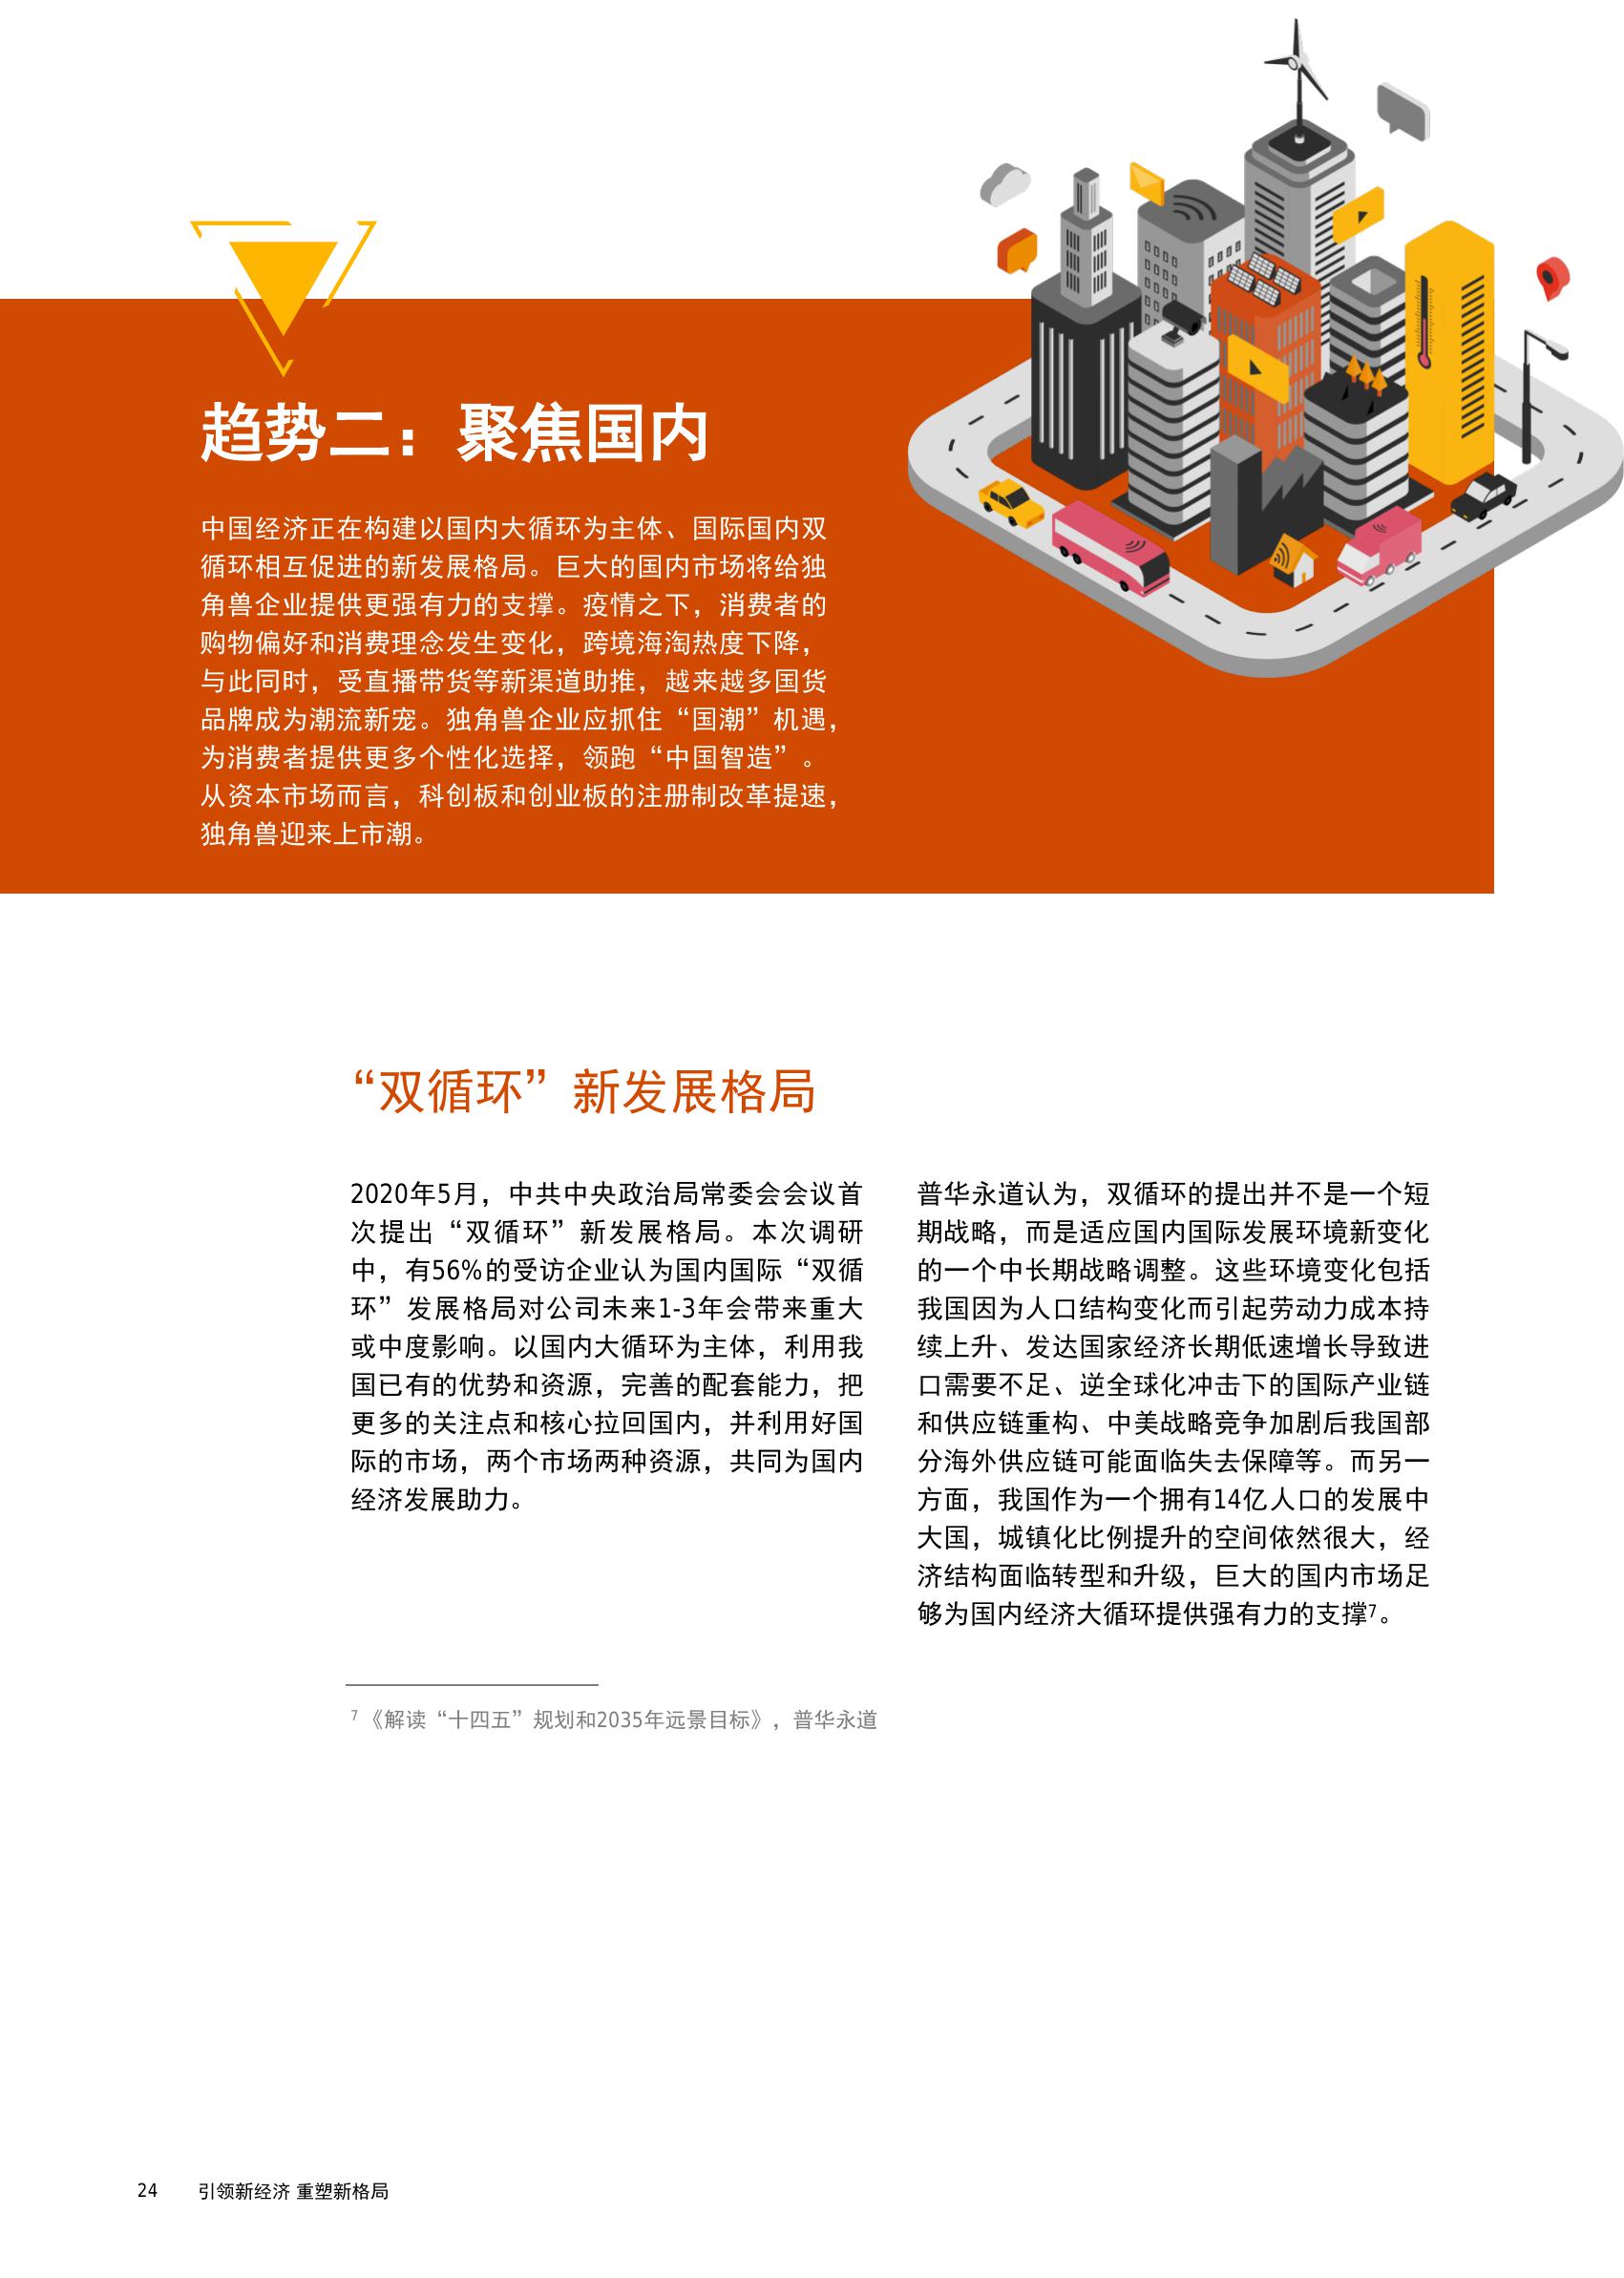 趋势二：聚焦国内
中国经济正在构建以国内大循环为主体、国际国内双
循环相互促进的新发展格局。巨大的国内市场将给独
角兽企业提供更强有力的支撑。疫情之下，消费者的
购物偏好和消费理念发生变化，跨境海淘热度下降，
与此同时，受直播带货等新渠道助推，越来越多国货
品牌成为潮流新宠。独角兽企业应抓住“国潮”机遇，
为消费者提供更多个性化选择，领跑“中国智造”。
从资本市场而言，科创板和创业板的注册制改革提速，
独角兽迎来上市潮。
“双循环”新发展格局
2020年5月，中共中央政治局常委会会议首
次提出“双循环”新发展格局。本次调研
中，有56%的受访企业认为国内国际“双循
环”发展格局对公司未来1-3年会带来重大
或中度影响。以国内大循环为主体，利用我
国已有的优势和资源，完善的配套能力，把
更多的关注点和核心拉回国内，并利用好国
际的市场，两个市场两种资源，共同为国内
经济发展助力。
普华永道认为，双循环的提出并不是一个短
期战略，而是适应国内国际发展环境新变化
的一个中长期战略调整。这些环境变化包括
我国因为人口结构变化而引起劳动力成本持
续上升、发达国家经济长期低速增长导致进
口需要不足、逆全球化冲击下的国际产业链
和供应链重构、中美战略竞争加剧后我国部
分海外供应链可能面临失去保障等。而另一
方面，我国作为一个拥有14亿人口的发展中
大国，城镇化比例提升的空间依然很大，经
济结构面临转型和升级，巨大的国内市场足
够为国内经济大循环提供强有力的支撑7。
7《解读“十四五”规划和2035年远景目标》，普华永道
24 引领新经济 重塑新格局